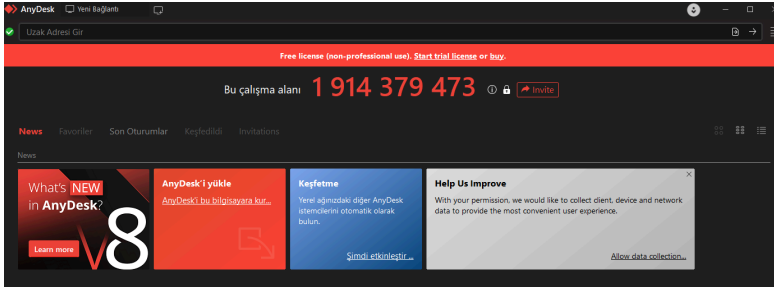 AnyDesk
Yeni Bağlantı
Uzak Adresi Gir
Free license (non-professional use). Start trial license or buy.
Bu çalışma alanı 1 914 379 473 Invite
News Favoriler Son Oturumlar Keşfedildi Invitations
News
What's NEW
in AnyDesk?
V8
Learn more
AnyDesk'i yükle
AnyDesk'i bu bilgisayara kur...
Keşfetme
Yerel ağınızdaki diğer AnyDesk
istemcilerini otomatik olarak
bulun.
Şimdi etkinleştir ...
Help Us Improve
With your permission, we would like to collect client, device and network
data to provide the most convenient user experience.
Allow data collection...